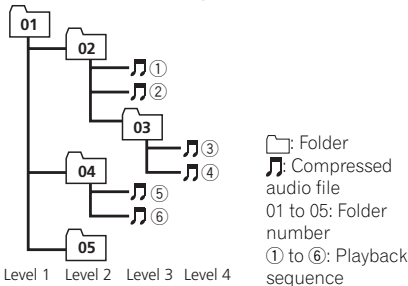 01
02
①
②
03
③
④
04
⑤
⑥
05
Level 1 Level 2 Level 3 Level 4
: Folder
: Compressed
audio file
01 to 05: Folder
number
① to ⑥: Playback
sequence